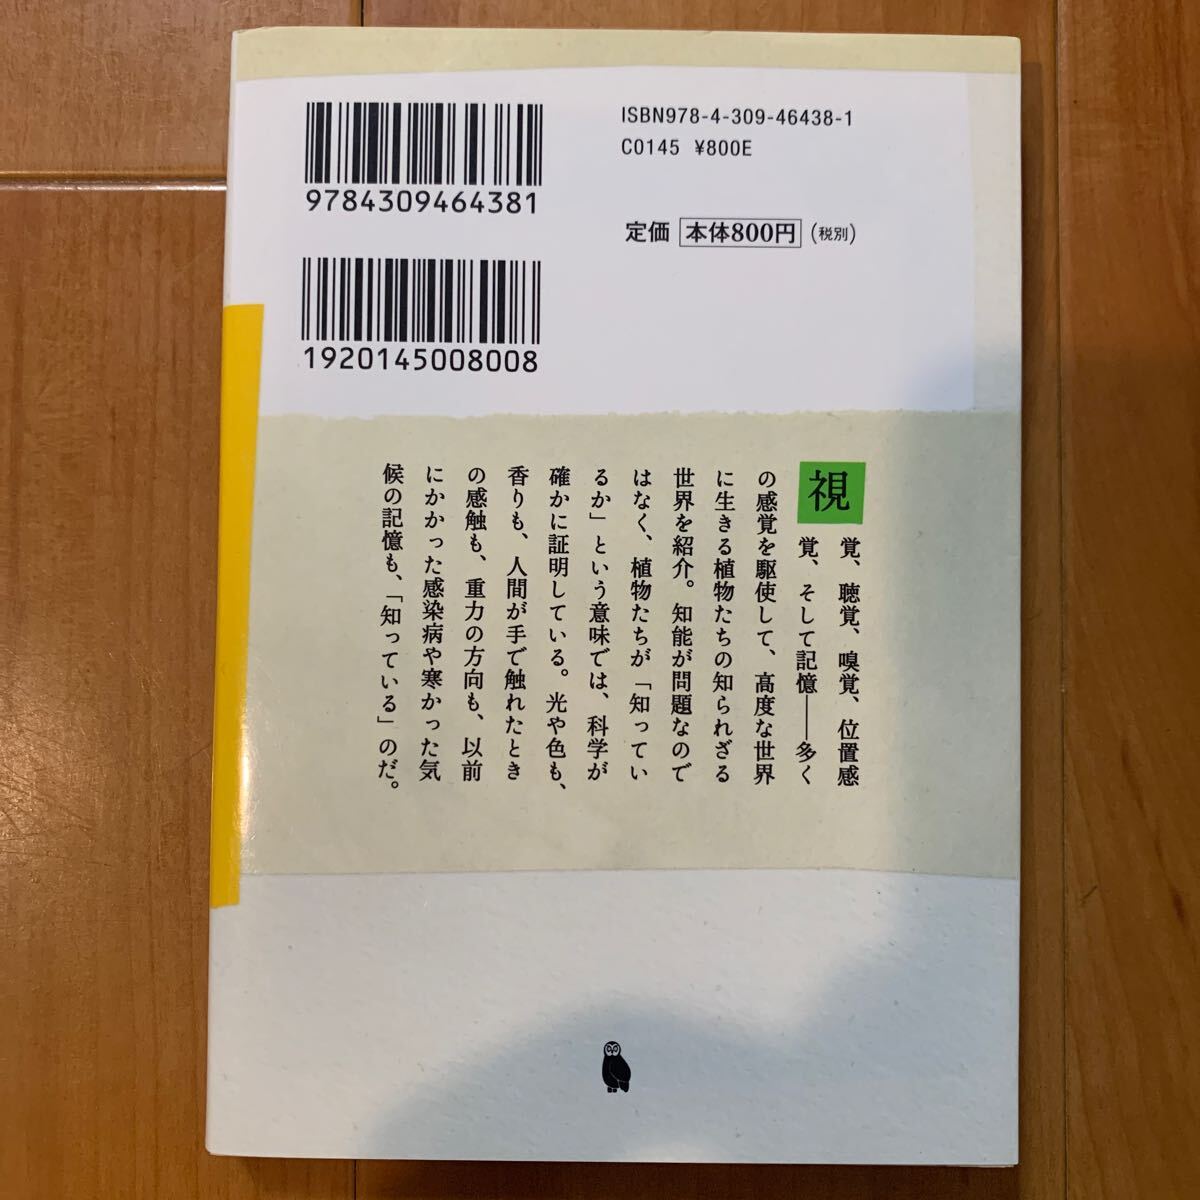 ISBN978-4-309-46438-1
C0145 ¥800E
9784309464381
定価 本体800円(税別)
1920145008008
視覚、聴覚、嗅覚、位置感
覚、そして記憶──多く
の感覚を駆使して、高度な世界
に生きる植物たちの知られざる
世界を紹介。知能が問題なので
はなく、植物たちが「知ってい
るか」という意味では、科学が
確かに証明している。光や色も、
香りも、人間が手で触れたとき
の感触も、重力の方向も、以前
にかかった感染病や寒かった気
候の記憶も、「知っている」のだ。